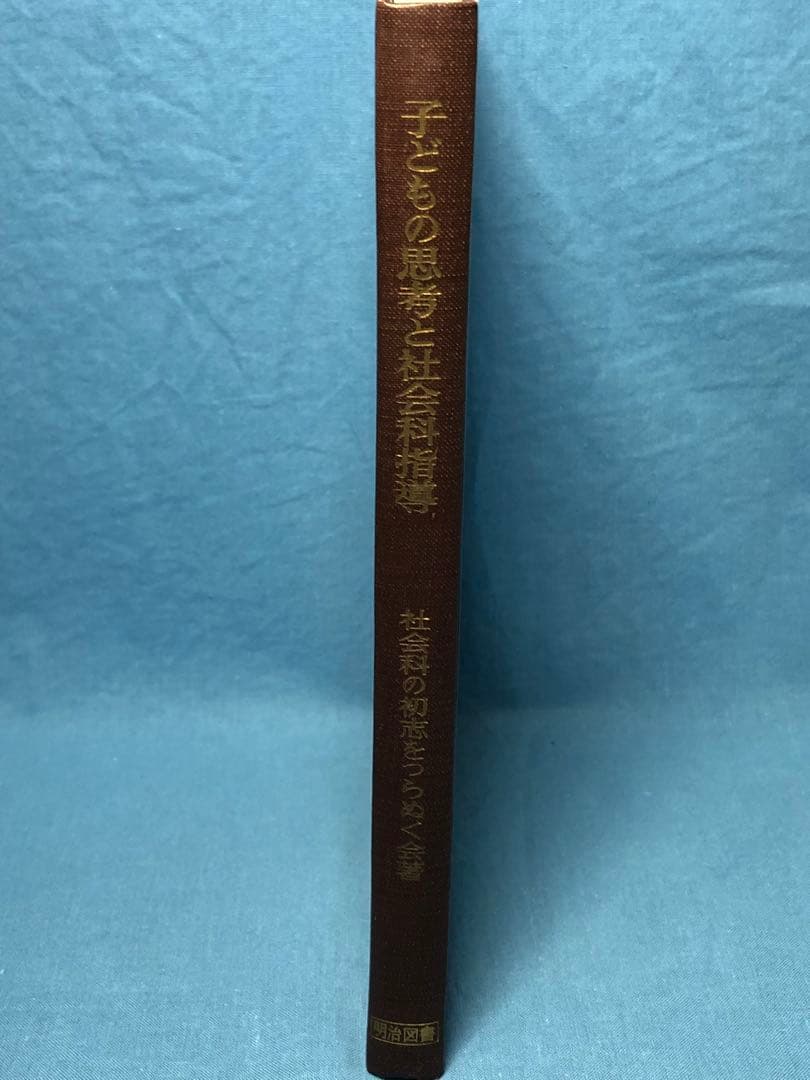 子どもの思考と社会科指導
社会科の初志をつらぬく会著
明治図書